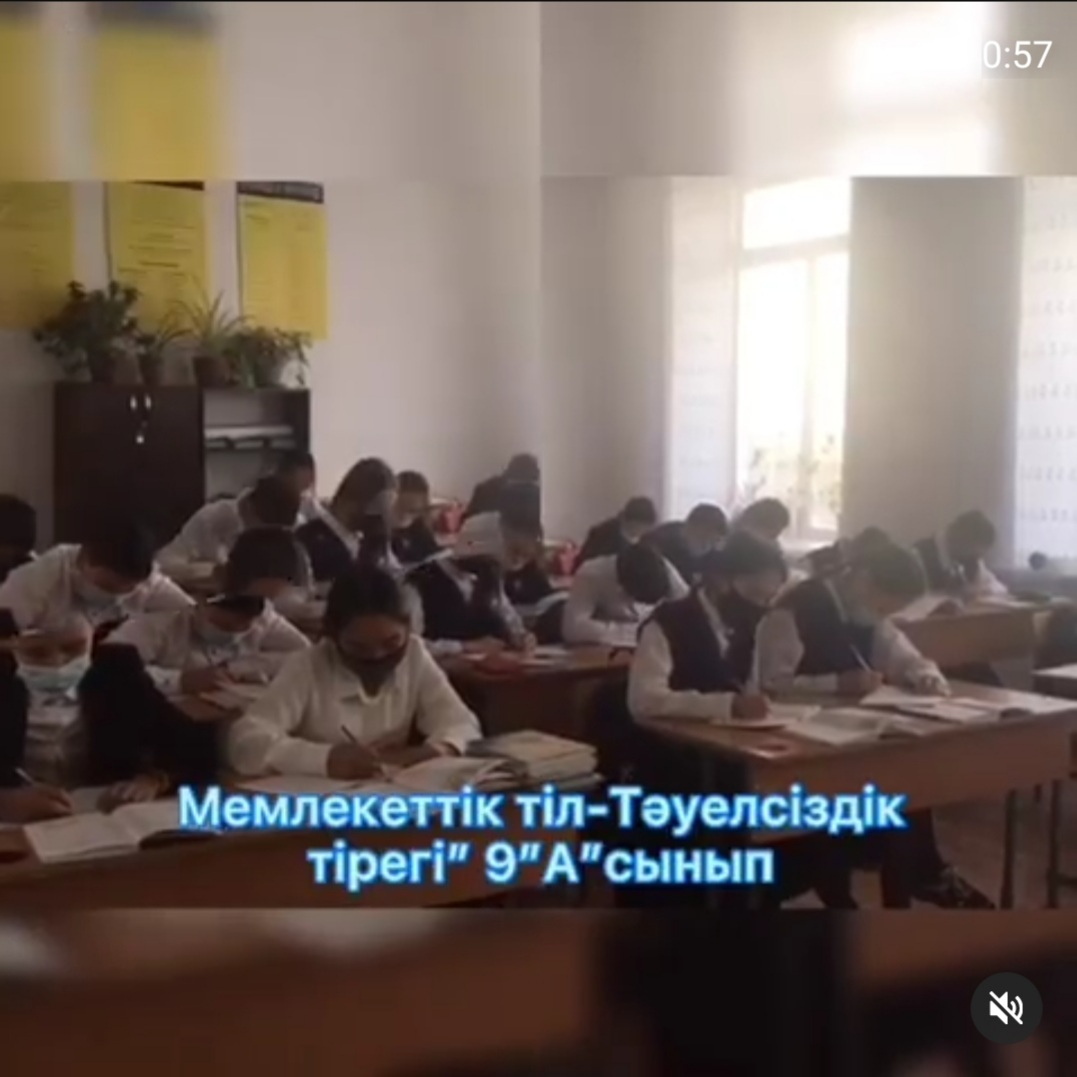 0:57
Мемлекеттік тіл-Тәуелсіздік
тірегі” 9”А”сынып